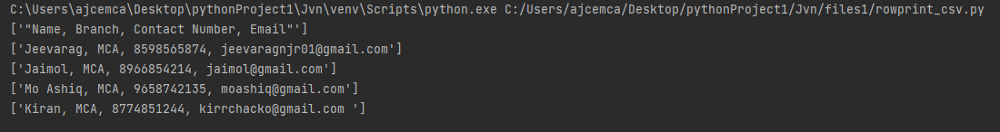 C:\Users\ajcemca\Desktop\pythonProject1\Jvn\venv\Scripts\python.exe C:/Users/ajcemca/Desktop/pythonProject1/Jvn/files1/rowprint_csv.py
['"Name, Branch, Contact Number, Email"']
['Jeevarag, MCA, 8598565874, jeevaragnjr01@gmail.com']
['Jaimol, MCA, 8966854214, jaimol@gmail.com']
['Mo Ashiq, MCA, 9658742135, moashiq@gmail.com']
['Kiran, MCA, 8774851244, kirrchacko@gmail.com ']